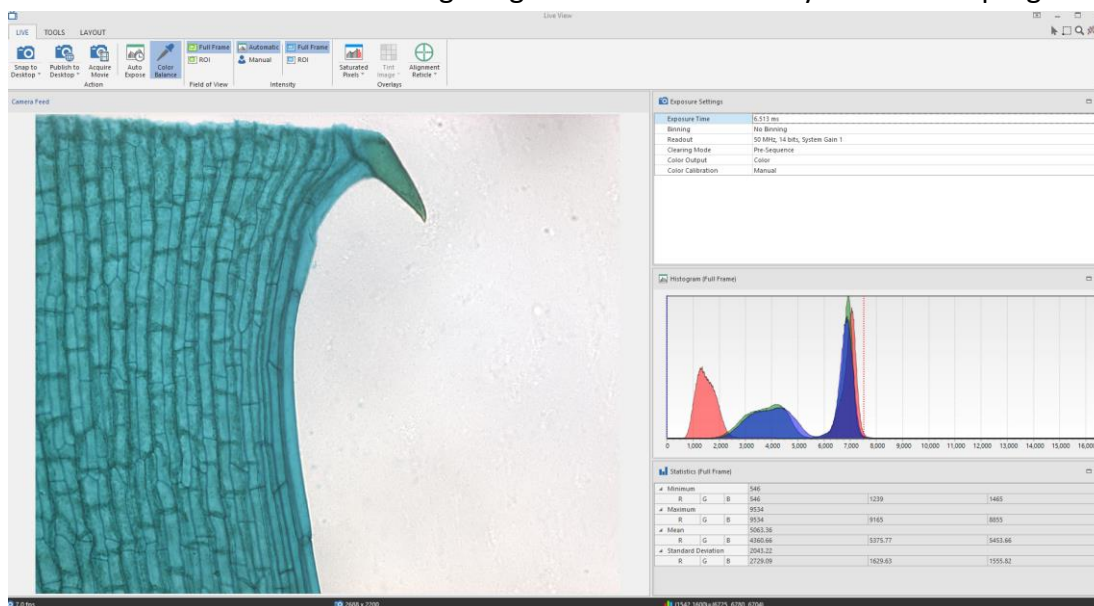 Live View
LIVE TOOLS LAYOUT
Snap to Desktop
Publish to Desktop
Acquire Movie
Auto Expose
Color Balance
Full Frame
ROI
Automatic
Manual
Full Frame
ROI
Saturated Pixels
Tint Image
Alignment Reticle
Action
Field of View
Intensity
Overlays
Camera Feed
Exposure Settings
Exposure Time 6.513 ms
Binning No Binning
Readout 50 MHz, 14 bits, System Gain 1
Clearing Mode Pre-Sequence
Color Output Color
Color Calibration Manual
Histogram (Full Frame)
0 1,000 2,000 3,000 4,000 5,000 6,000 7,000 8,000 9,000 10,000 11,000 12,000 13,000 14,000 15,000 16,00
Statistics (Full Frame)
Minimum 546
R G B 546 1239 1465
Maximum 9534
R G B 9534 9165 8855
Mean 5063.36
R G B 4360.66 5375.77 5453.66
Standard Deviation 2043.22
R G B 2729.09 1629.63 1555.82
7.0 fps
2688 x 2200